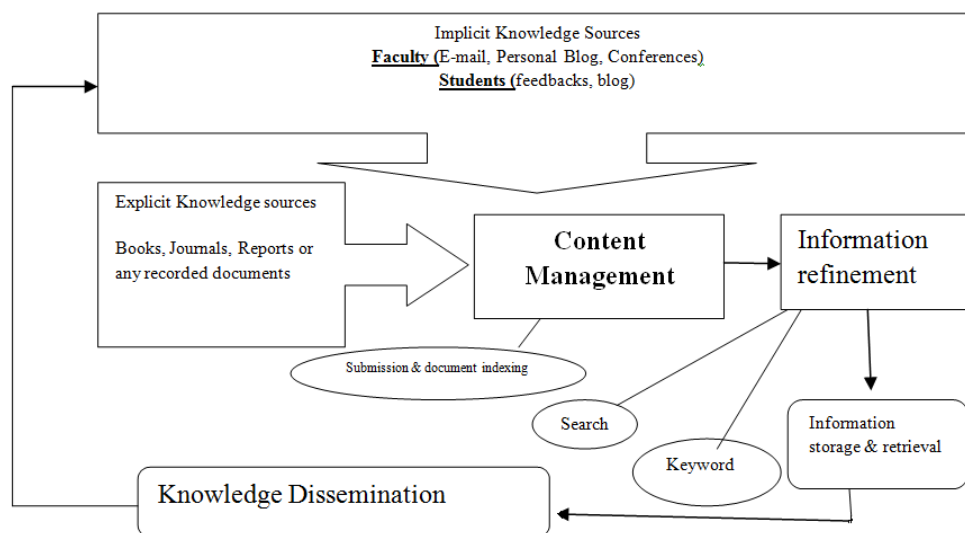 Implicit Knowledge Sources
Faculty (E-mail, Personal Blog, Conferences)
Students (feedbacks, blog)
Explicit Knowledge sources
Books, Journals, Reports or
any recorded documents
Content
Management
Information
refinement
Submission & document indexing
Search
Keyword
Information
storage & retrieval
Knowledge Dissemination